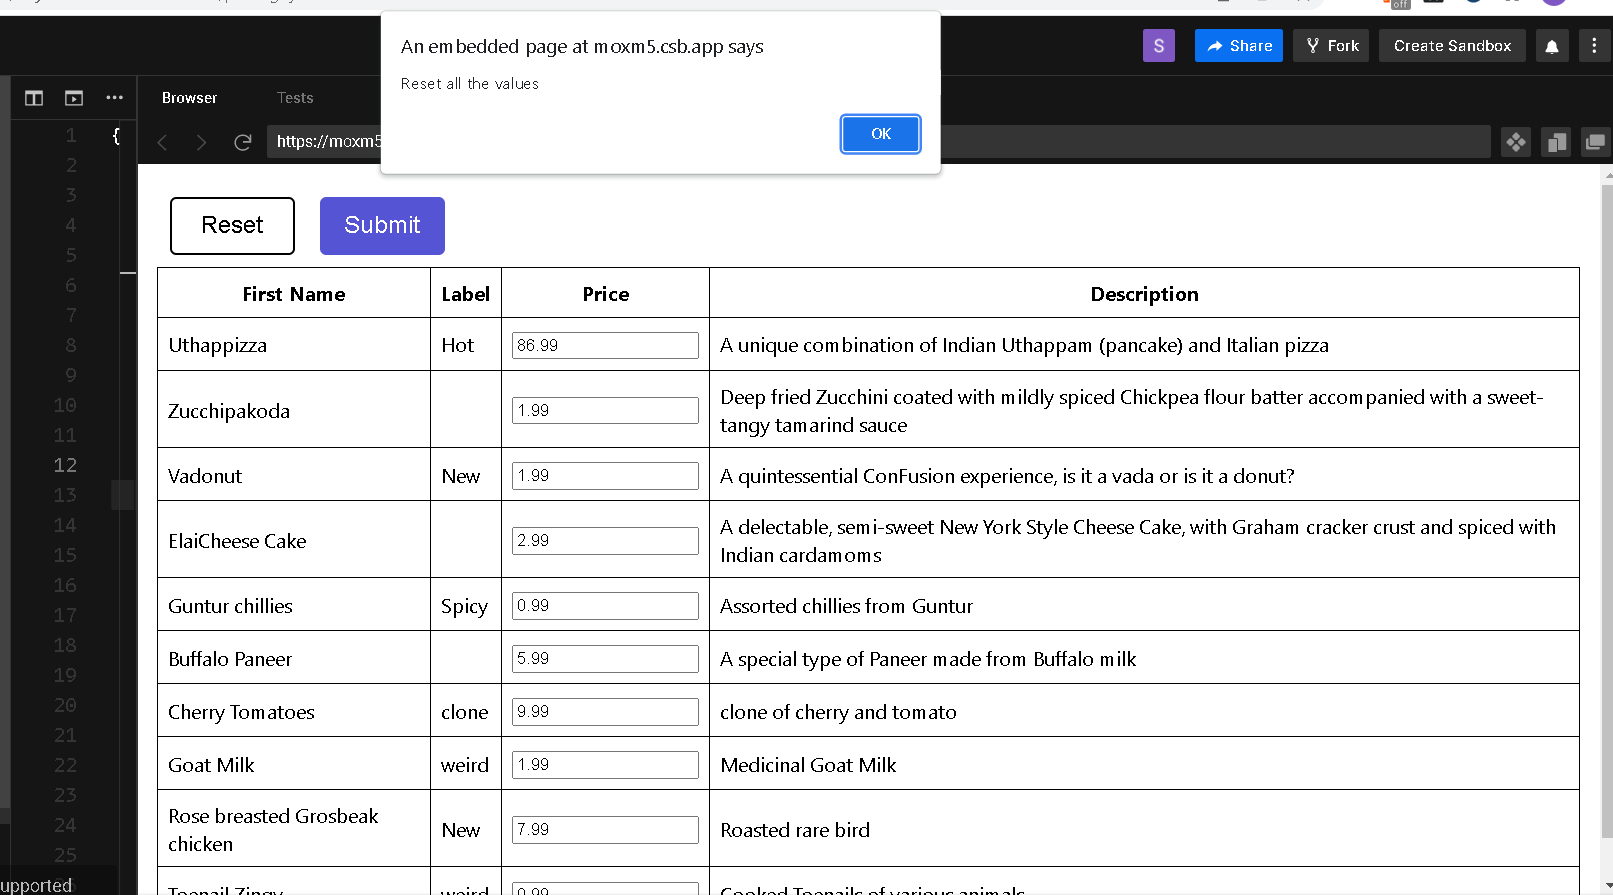 off
An embedded page at moxm5.csb.app says
Reset all the values
OK
S
Share
Fork
Create Sandbox
Browser
Tests
https://moxm5
1
{
2
3
4
5
6
7
8
9
10
11
12
13
14
15
16
17
18
19
20
21
22
23
24
25
upported
Reset
Submit
First Name Label Price Description
Uthappizza Hot 86.99 A unique combination of Indian Uthappam (pancake) and Italian pizza
Zucchipakoda 1.99 Deep fried Zucchini coated with mildly spiced Chickpea flour batter accompanied with a sweet-
tangy tamarind sauce
Vadonut New 1.99 A quintessential ConFusion experience, is it a vada or is it a donut?
ElaiCheese Cake 2.99 A delectable, semi-sweet New York Style Cheese Cake, with Graham cracker crust and spiced with
Indian cardamoms
Guntur chillies Spicy 0.99 Assorted chillies from Guntur
Buffalo Paneer 5.99 A special type of Paneer made from Buffalo milk
Cherry Tomatoes clone 9.99 clone of cherry and tomato
Goat Milk weird 1.99 Medicinal Goat Milk
Rose breasted Grosbeak
chicken New 7.99 Roasted rare bird
Toenail Zingy weird 0.99 Cooked Toenails of various animals